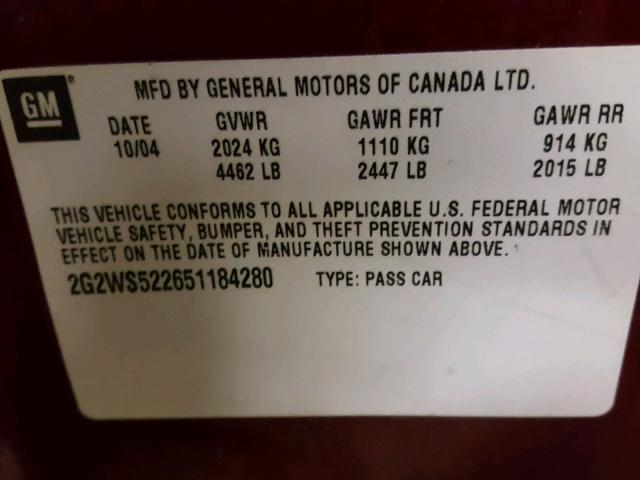 GM
MFD BY GENERAL MOTORS OF CANADA LTD.
DATE GVWR GAWR FRT GAWR RR
10/04 2024 KG 1110 KG 914 KG
4462 LB 2447 LB 2015 LB
THIS VEHICLE CONFORMS TO ALL APPLICABLE U.S. FEDERAL MOTOR
VEHICLE SAFETY, BUMPER, AND THEFT PREVENTION STANDARDS IN
EFFECT ON THE DATE OF MANUFACTURE SHOWN ABOVE.
2G2WS522651184280 TYPE: PASS CAR